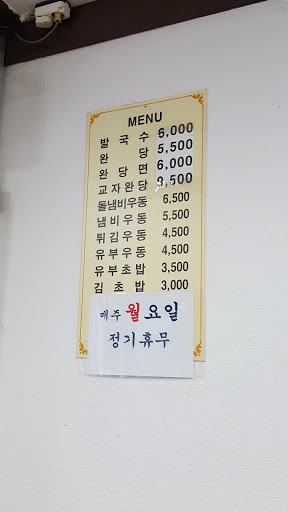 MENU
발국수 6,000
완당 5,500
완당면 6,000
교자완당
돌냄비우동 6,500
냄비우동 5,500
튀김우동 4,500
유부우동 4,500
유부초밥 3,500
김초밥 3,000
매주 월요일
정기휴무